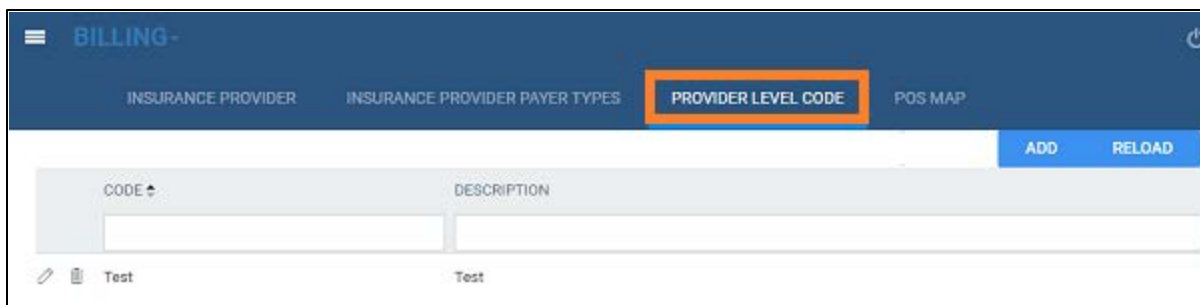 BILLING-
INSURANCE PROVIDER INSURANCE PROVIDER PAYER TYPES PROVIDER LEVEL CODE POS MAP
ADD RELOAD
CODE DESCRIPTION
Test Test